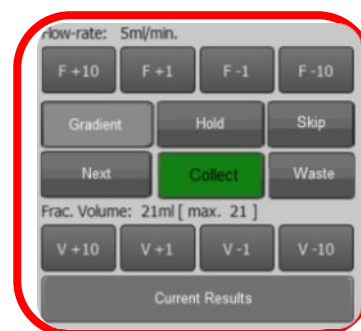 Flow-rate: 5ml/min.
F +10 F +1 F -1 F -10
Gradient Hold Skip
Next Collect Waste
Frac. Volume: 21ml [ max. 21 ]
V +10 V +1 V -1 V -10
Current Results